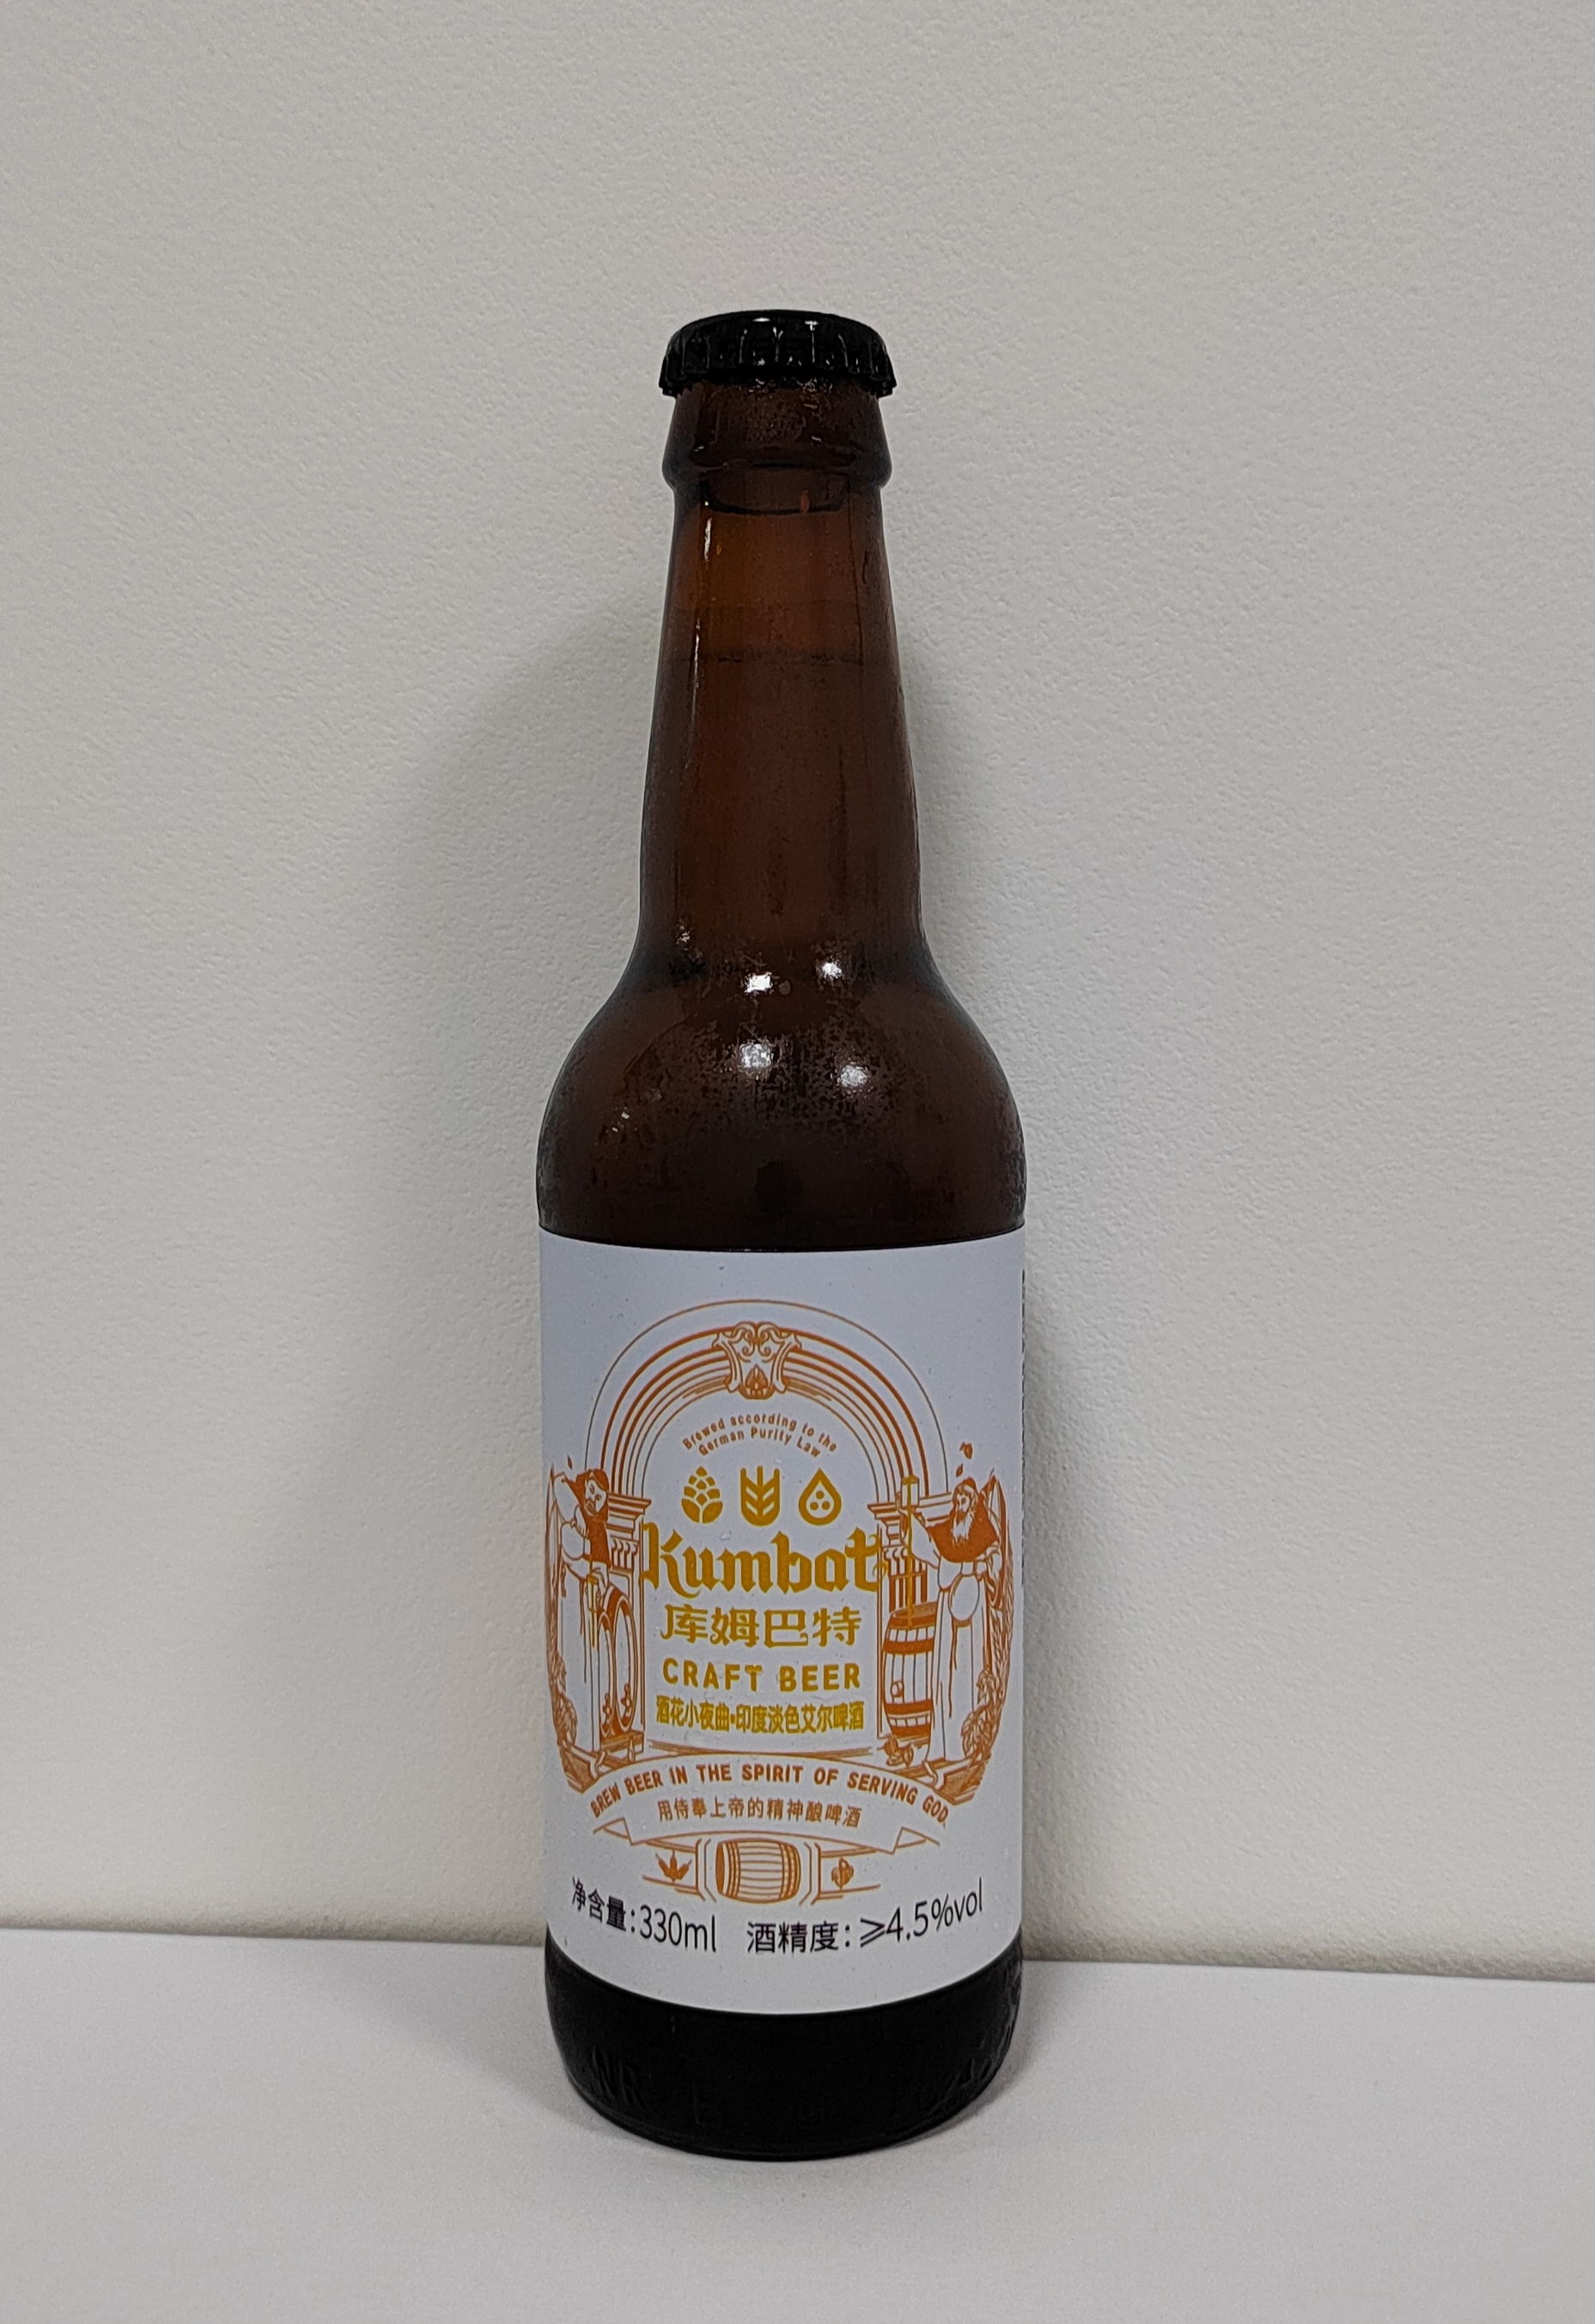 Brewed according to the
German Purity Law
Kumbat
库姆巴特
CRAFT BEER
酒花小夜曲•印度淡色艾尔啤酒
BREW BEER IN THE SPIRIT OF SERVING GOD.
用侍奉上帝的精神酿啤酒
净含量:330ml 酒精度:≥4.5%vol
NR B